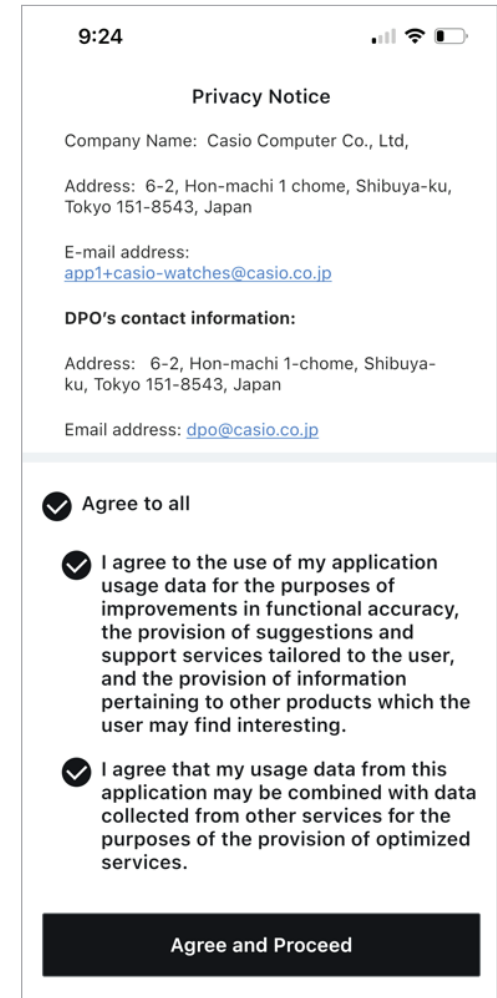 9:24
Privacy Notice
Company Name: Casio Computer Co., Ltd,
Address: 6-2, Hon-machi 1 chome, Shibuya-ku,
Tokyo 151-8543, Japan
E-mail address:
app1+casio-watches@casio.co.jp
DPO's contact information:
Address: 6-2, Hon-machi 1-chome, Shibuya-
ku, Tokyo 151-8543, Japan
Email address: dpo@casio.co.jp
Agree to all
I agree to the use of my application
usage data for the purposes of
improvements in functional accuracy,
the provision of suggestions and
support services tailored to the user,
and the provision of information
pertaining to other products which the
user may find interesting.
I agree that my usage data from this
application may be combined with data
collected from other services for the
purposes of the provision of optimized
services.
Agree and Proceed